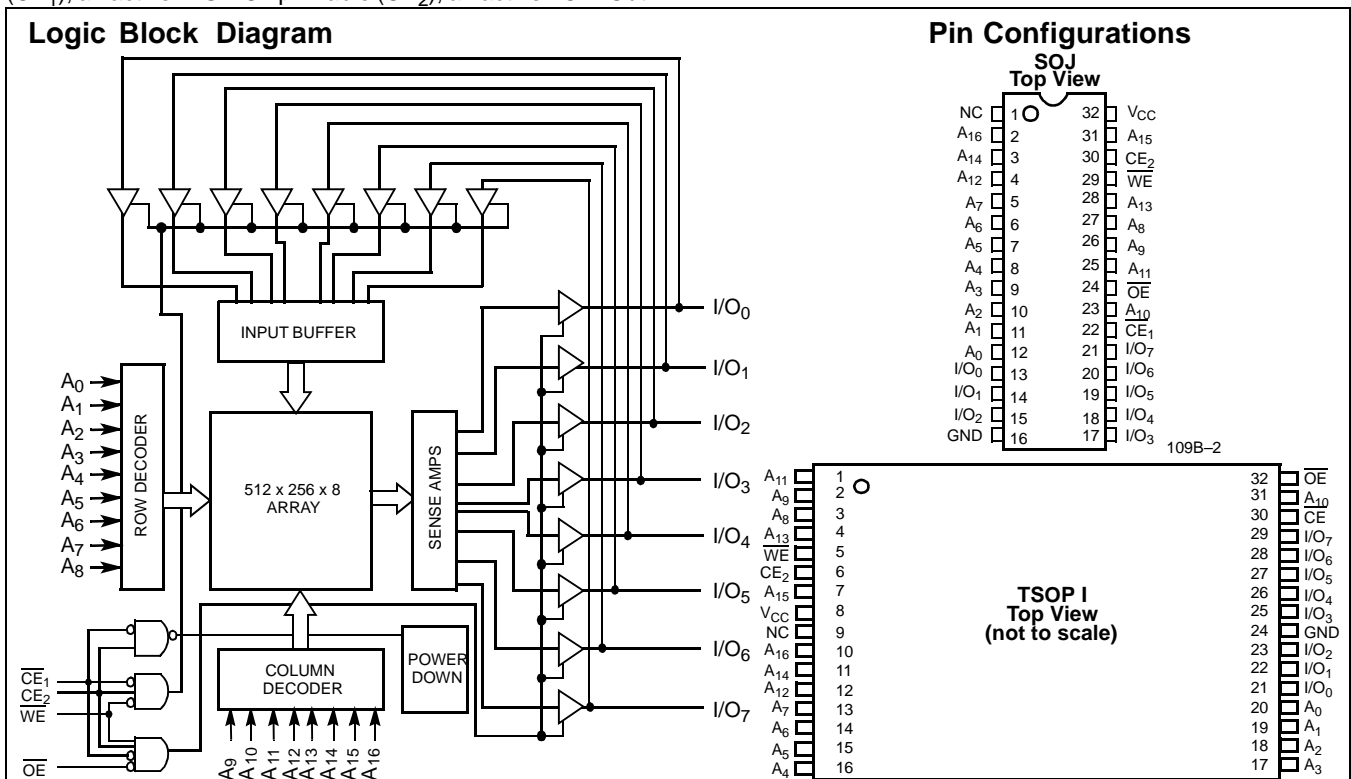 Logic Block Diagram
INPUT BUFFER
A0
A1
A2
A3
A4
A5
A6
A7
A8
ROW DECODER
512 x 256 x 8
ARRAY
SENSE AMPS
I/O0
I/O1
I/O2
I/O3
I/O4
I/O5
I/O6
I/O7
COLUMN
DECODER
POWER
DOWN
CE1
CE2
WE
OE
A9
A10
A11
A12
A13
A14
A15
A16
Pin Configurations
SOJ
Top View
NC 1 32 VCC
A16 2 31 A15
A14 3 30 CE2
A12 4 29 WE
A7 5 28 A13
A6 6 27 A8
A5 7 26 A9
A4 8 25 A11
A3 9 24 OE
A2 10 23 A10
A1 11 22 CE1
A0 12 21 I/O7
I/O0 13 20 I/O6
I/O1 14 19 I/O5
I/O2 15 18 I/O4
GND 16 17 I/O3
109B–2
TSOP I
Top View
(not to scale)
A11 1 32 OE
A9 2 31 A10
A8 3 30 CE
A13 4 29 I/O7
WE 5 28 I/O6
CE2 6 27 I/O5
A15 7 26 I/O4
VCC 8 25 I/O3
NC 9 24 GND
A16 10 23 I/O2
A14 11 22 I/O1
A12 12 21 I/O0
A7 13 20 A0
A6 14 19 A1
A5 15 18 A2
A4 16 17 A3